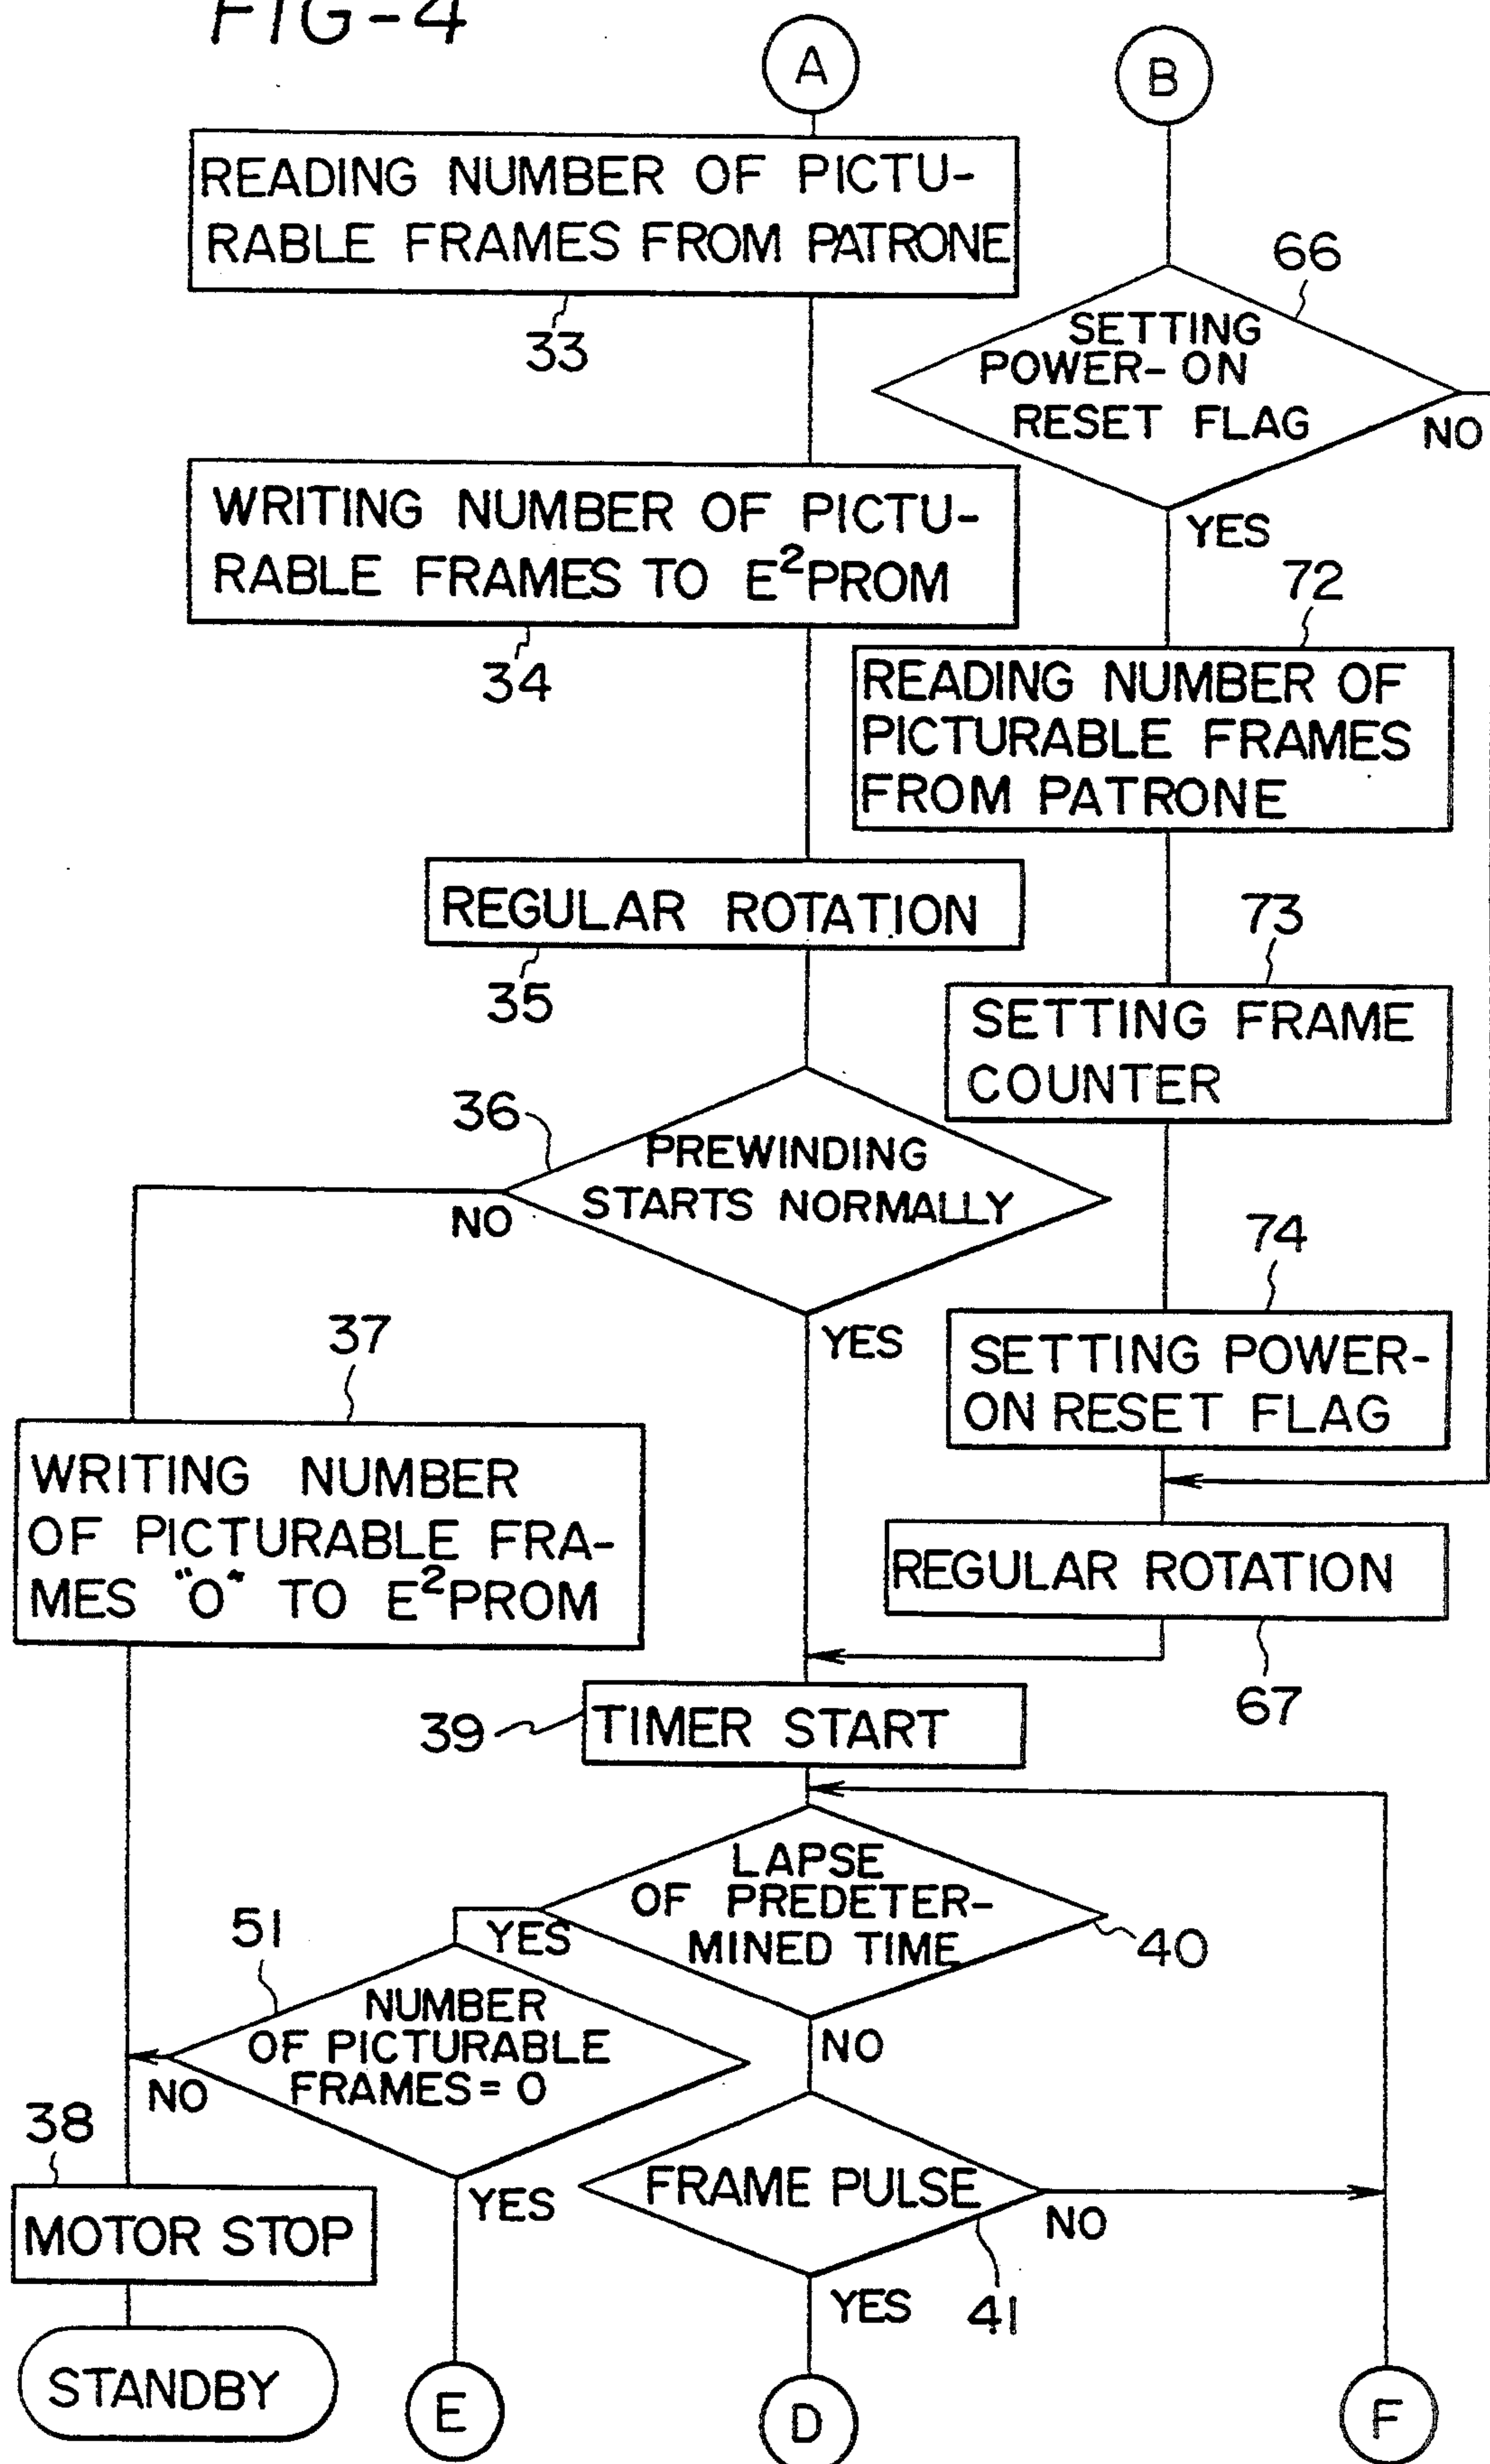 FIG-4
A
B
READING NUMBER OF PICTU-
RABLE FRAMES FROM PATRONE
33
66
SETTING
POWER-ON
RESET FLAG
NO
YES
WRITING NUMBER OF PICTU-
RABLE FRAMES TO E²PROM
34
72
READING NUMBER OF
PICTURABLE FRAMES
FROM PATRONE
REGULAR ROTATION
35
73
SETTING FRAME
COUNTER
36
PREWINDING
STARTS NORMALLY
NO
YES
74
SETTING POWER-
ON RESET FLAG
37
WRITING NUMBER
OF PICTURABLE FRA-
MES "O" TO E²PROM
REGULAR ROTATION
67
39
TIMER START
LAPSE
OF PREDETER-
MINED TIME
40
YES
NO
51
NUMBER
OF PICTURABLE
FRAMES = O
NO
YES
38
MOTOR STOP
FRAME PULSE
NO
41
YES
STANDBY
E
D
F